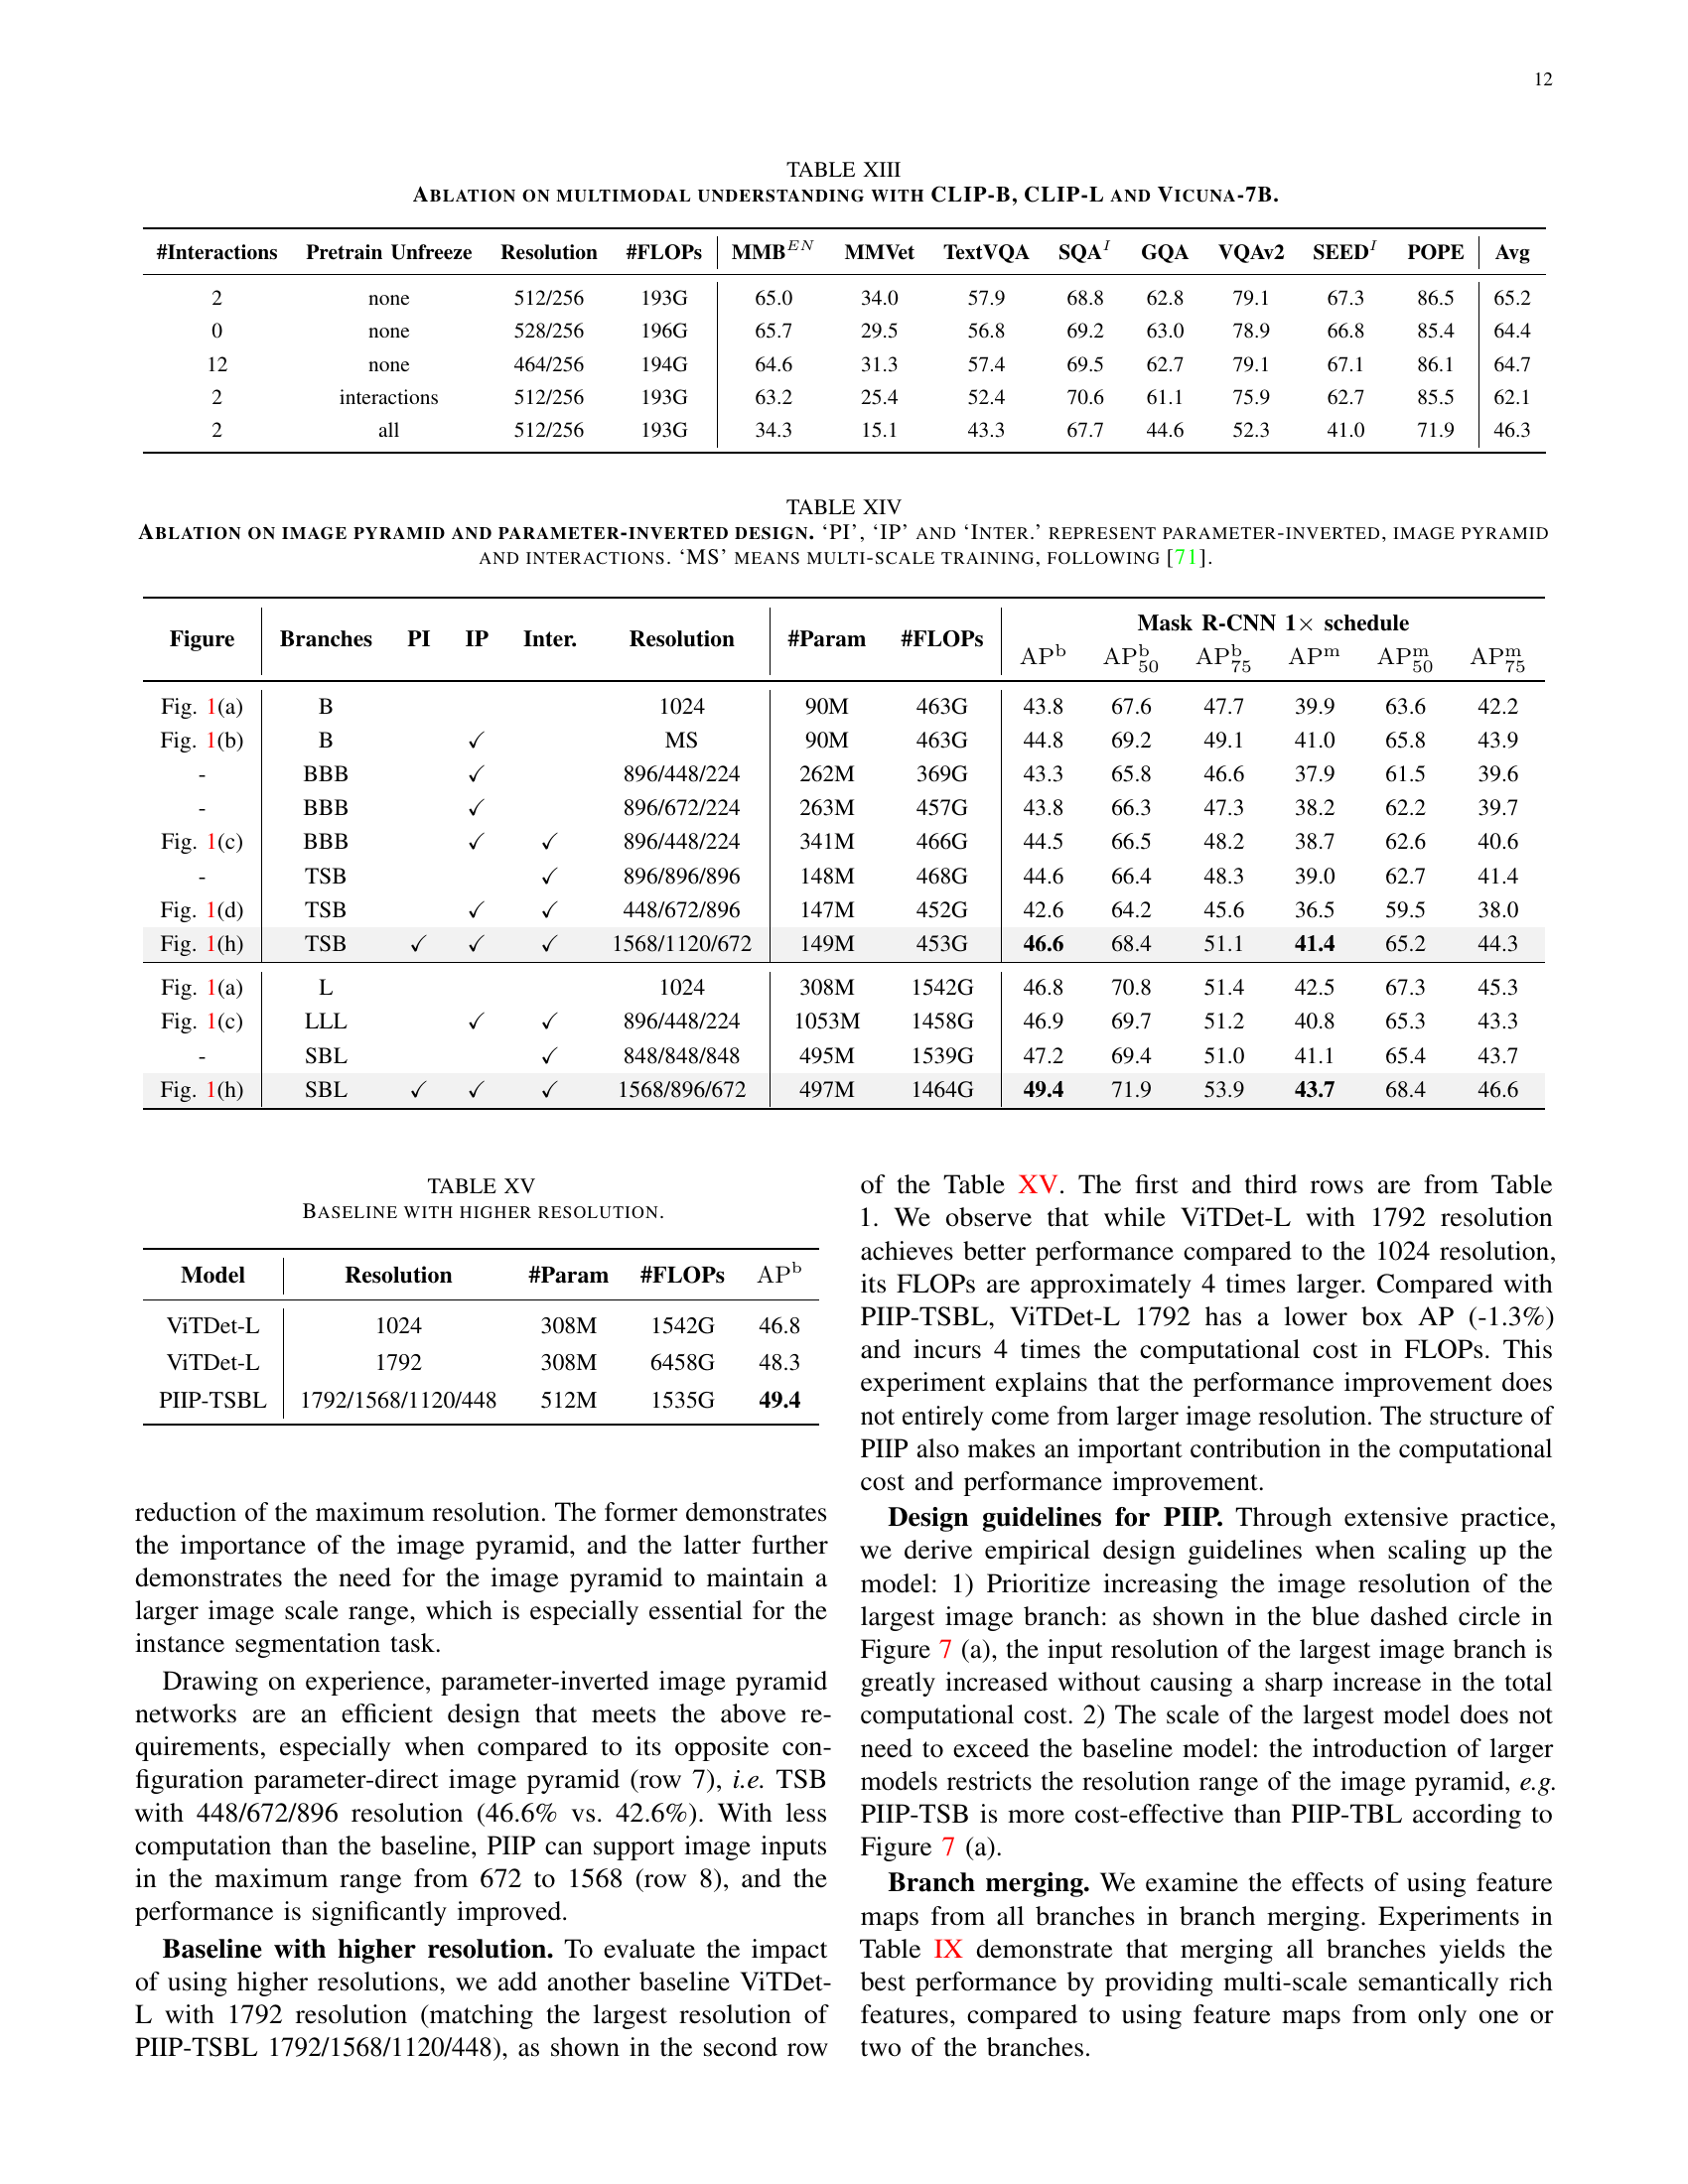 12
TABLE XIII
ABLATION ON MULTIMODAL UNDERSTANDING WITH CLIP-B, CLIP-L AND VICUNA-7B.
#Interactions Pretrain Unfreeze Resolution #FLOPs MMB^EN MMVet TextVQA SQA^I GQA VQAv2 SEED^I POPE Avg
2 none 512/256 193G 65.0 34.0 57.9 68.8 62.8 79.1 67.3 86.5 65.2
0 none 528/256 196G 65.7 29.5 56.8 69.2 63.0 78.9 66.8 85.4 64.4
12 none 464/256 194G 64.6 31.3 57.4 69.5 62.7 79.1 67.1 86.1 64.7
2 interactions 512/256 193G 63.2 25.4 52.4 70.6 61.1 75.9 62.7 85.5 62.1
2 all 512/256 193G 34.3 15.1 43.3 67.7 44.6 52.3 41.0 71.9 46.3
TABLE XIV
ABLATION ON IMAGE PYRAMID AND PARAMETER-INVERTED DESIGN. ‘PI’, ‘IP’ AND ‘INTER.’ REPRESENT PARAMETER-INVERTED, IMAGE PYRAMID
AND INTERACTIONS. ‘MS’ MEANS MULTI-SCALE TRAINING, FOLLOWING [71].
Figure Branches PI IP Inter. Resolution #Param #FLOPs Mask R-CNN 1× schedule
AP^b AP^b_50 AP^b_75 AP^m AP^m_50 AP^m_75
Fig. 1(a) B 1024 90M 463G 43.8 67.6 47.7 39.9 63.6 42.2
Fig. 1(b) B ✓ MS 90M 463G 44.8 69.2 49.1 41.0 65.8 43.9
- BBB ✓ 896/448/224 262M 369G 43.3 65.8 46.6 37.9 61.5 39.6
- BBB ✓ 896/672/224 263M 457G 43.8 66.3 47.3 38.2 62.2 39.7
Fig. 1(c) BBB ✓ ✓ 896/448/224 341M 466G 44.5 66.5 48.2 38.7 62.6 40.6
- TSB ✓ 896/896/896 148M 468G 44.6 66.4 48.3 39.0 62.7 41.4
Fig. 1(d) TSB ✓ ✓ 448/672/896 147M 452G 42.6 64.2 45.6 36.5 59.5 38.0
Fig. 1(h) TSB ✓ ✓ ✓ 1568/1120/672 149M 453G 46.6 68.4 51.1 41.4 65.2 44.3
Fig. 1(a) L 1024 308M 1542G 46.8 70.8 51.4 42.5 67.3 45.3
Fig. 1(c) LLL ✓ ✓ 896/448/224 1053M 1458G 46.9 69.7 51.2 40.8 65.3 43.3
- SBL ✓ 848/848/848 495M 1539G 47.2 69.4 51.0 41.1 65.4 43.7
Fig. 1(h) SBL ✓ ✓ ✓ 1568/896/672 497M 1464G 49.4 71.9 53.9 43.7 68.4 46.6
TABLE XV
BASELINE WITH HIGHER RESOLUTION.
Model Resolution #Param #FLOPs AP^b
ViTDet-L 1024 308M 1542G 46.8
ViTDet-L 1792 308M 6458G 48.3
PIIP-TSBL 1792/1568/1120/448 512M 1535G 49.4
reduction of the maximum resolution. The former demonstrates
the importance of the image pyramid, and the latter further
demonstrates the need for the image pyramid to maintain a
larger image scale range, which is especially essential for the
instance segmentation task.
Drawing on experience, parameter-inverted image pyramid
networks are an efficient design that meets the above re-
quirements, especially when compared to its opposite con-
figuration parameter-direct image pyramid (row 7), i.e. TSB
with 448/672/896 resolution (46.6% vs. 42.6%). With less
computation than the baseline, PIIP can support image inputs
in the maximum range from 672 to 1568 (row 8), and the
performance is significantly improved.
Baseline with higher resolution. To evaluate the impact
of using higher resolutions, we add another baseline ViTDet-
L with 1792 resolution (matching the largest resolution of
PIIP-TSBL 1792/1568/1120/448), as shown in the second row
of the Table XV. The first and third rows are from Table
1. We observe that while ViTDet-L with 1792 resolution
achieves better performance compared to the 1024 resolution,
its FLOPs are approximately 4 times larger. Compared with
PIIP-TSBL, ViTDet-L 1792 has a lower box AP (-1.3%)
and incurs 4 times the computational cost in FLOPs. This
experiment explains that the performance improvement does
not entirely come from larger image resolution. The structure of
PIIP also makes an important contribution in the computational
cost and performance improvement.
Design guidelines for PIIP. Through extensive practice,
we derive empirical design guidelines when scaling up the
model: 1) Prioritize increasing the image resolution of the
largest image branch: as shown in the blue dashed circle in
Figure 7 (a), the input resolution of the largest image branch is
greatly increased without causing a sharp increase in the total
computational cost. 2) The scale of the largest model does not
need to exceed the baseline model: the introduction of larger
models restricts the resolution range of the image pyramid, e.g.
PIIP-TSB is more cost-effective than PIIP-TBL according to
Figure 7 (a).
Branch merging. We examine the effects of using feature
maps from all branches in branch merging. Experiments in
Table IX demonstrate that merging all branches yields the
best performance by providing multi-scale semantically rich
features, compared to using feature maps from only one or
two of the branches.